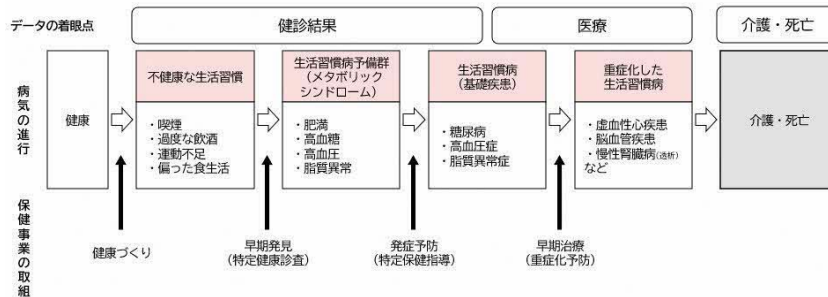 データの着眼点
健診結果
医療
介護・死亡
病気の進行
健康
不健康な生活習慣
・喫煙
・過度な飲酒
・運動不足
・偏った食生活
生活習慣病予備群
(メタボリック
シンドローム)
・肥満
・高血糖
・高血圧
・脂質異常
生活習慣病
(基礎疾患)
・糖尿病
・高血圧症
・脂質異常症
重症化した
生活習慣病
・虚血性心疾患
・脳血管疾患
・慢性腎臓病(透析)
など
介護・死亡
保健事業の取組
健康づくり
早期発見
(特定健康診査)
発症予防
(特定保健指導)
早期治療
(重症化予防)